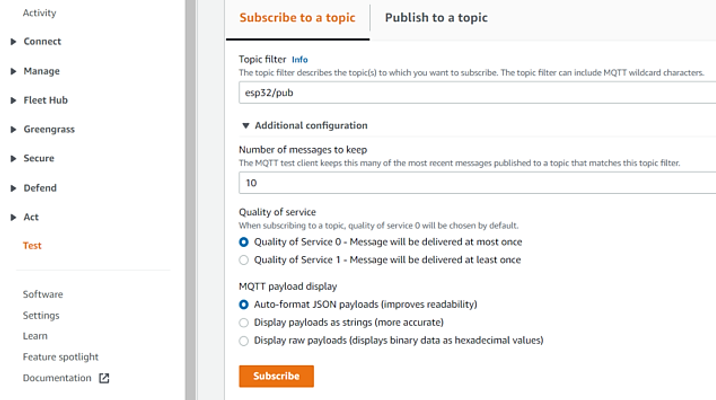 Activity
Connect
Manage
Fleet Hub
Greengrass
Secure
Defend
Act
Test
Software
Settings
Learn
Feature spotlight
Documentation
Subscribe to a topic
Publish to a topic
Topic filter Info
The topic filter describes the topic(s) to which you want to subscribe. The topic filter can include MQTT wildcard characters.
esp32/pub
Additional configuration
Number of messages to keep
The MQTT test client keeps this many of the most recent messages published to a topic that matches this topic filter.
10
Quality of service
When subscribing to a topic, quality of service 0 will be chosen by default.
Quality of Service 0 - Message will be delivered at most once
Quality of Service 1 - Message will be delivered at least once
MQTT payload display
Auto-format JSON payloads (improves readability)
Display payloads as strings (more accurate)
Display raw payloads (displays binary data as hexadecimal values)
Subscribe